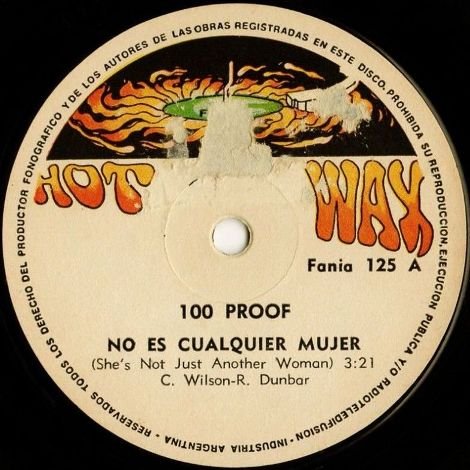 RESERVADOS TODOS LOS DERECHO DEL PRODUCTOR FONOGRAFICO Y DE LOS AUTORES DE LAS OBRAS REGISTRADAS EN ESTE DISCO. PROHIBIDA SU REPRODUCCION, EJECUCION PUBLICA Y/O RADIOTELEDIFUSION • INDUSTRIA ARGENTINA •
HOT WAX
Fania 125 A
100 PROOF
NO ES CUALQUIER MUJER
(She's Not Just Another Woman) 3:21
C. Wilson-R. Dunbar